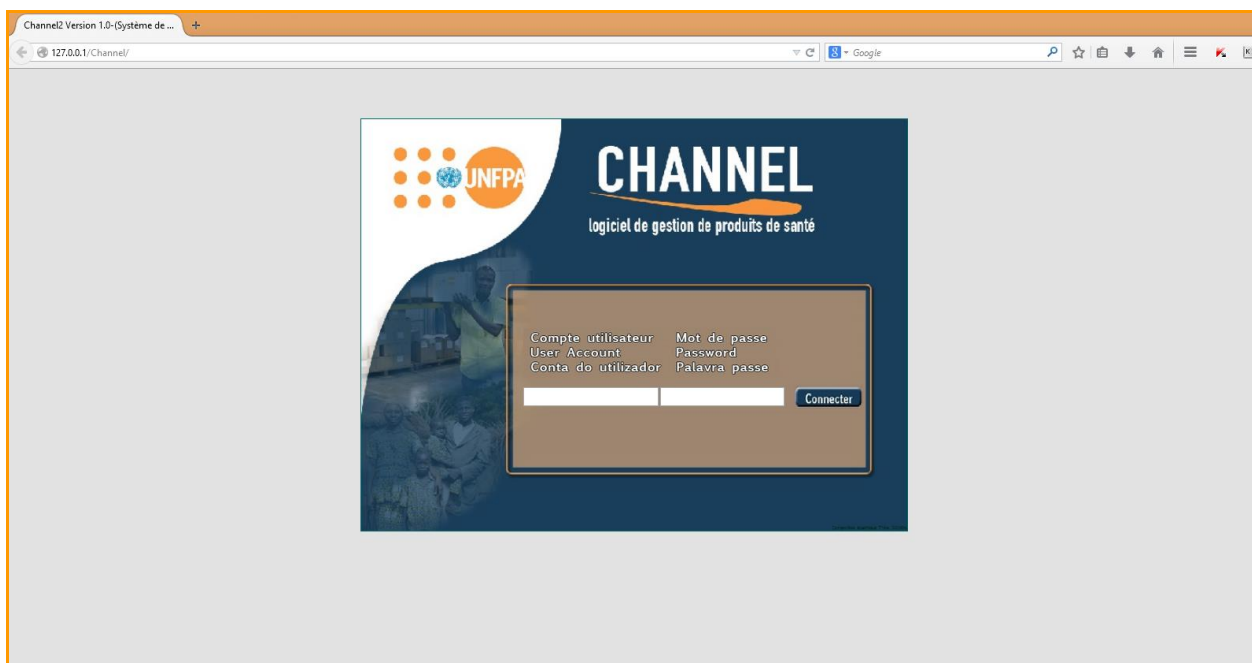 Channel2 Version 1.0-(Système de ...
127.0.0.1/Channel/
Google
UNFPA
CHANNEL
logiciel de gestion de produits de santé
Compte utilisateur Mot de passe
User Account Password
Conta do utilizador Palavra passe
Connecter